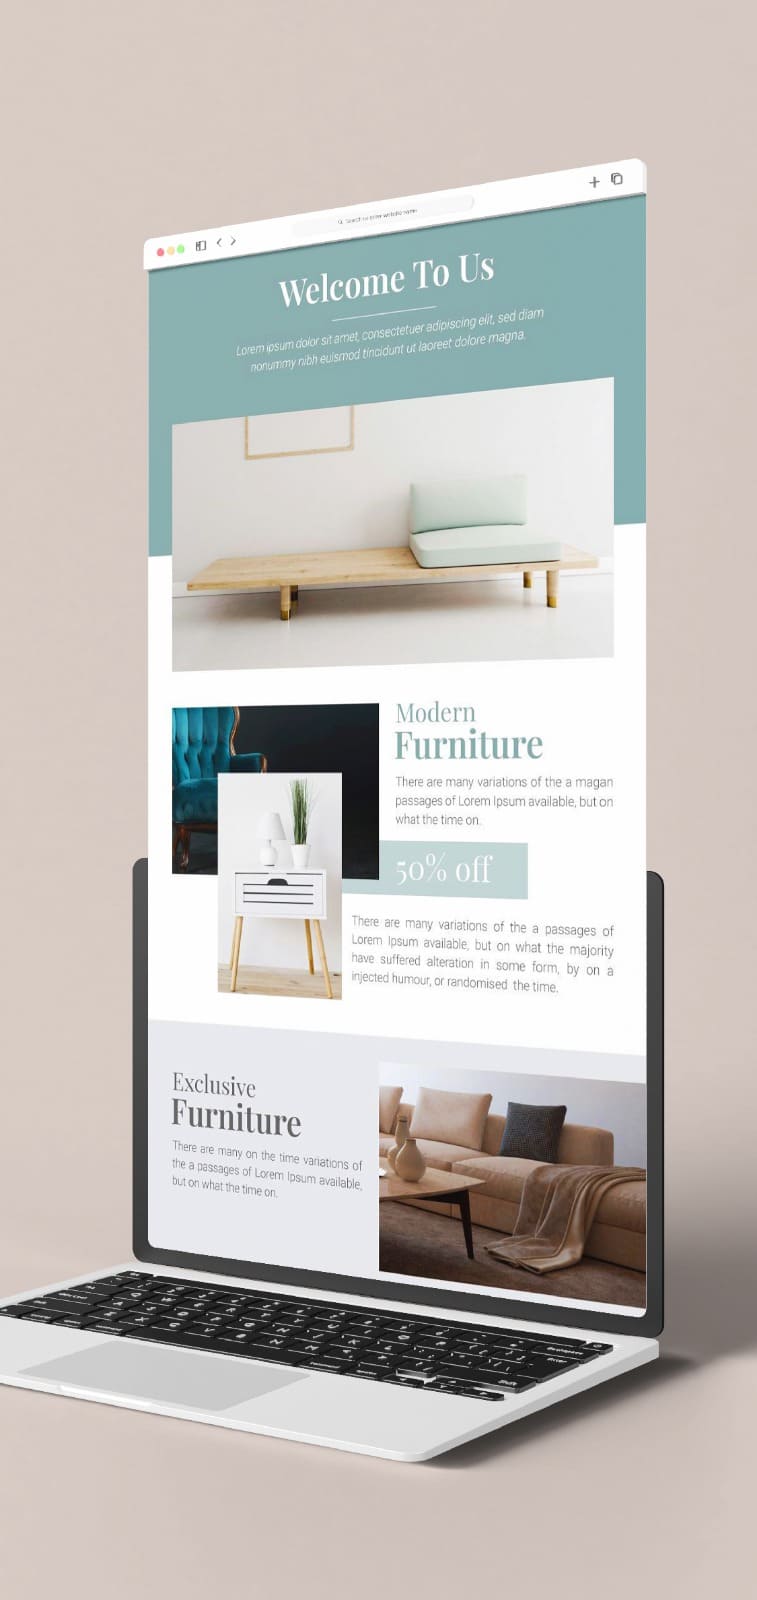 Search or enter website name
Welcome To Us
Lorem ipsum dolor sit amet, consectetuer adipiscing elit, sed diam
nonummy nibh euismod tincidunt ut laoreet dolore magna.
Modern
Furniture
There are many variations of the a magan
passages of Lorem Ipsum available, but on
what the time on.
50% off
There are many variations of the a passages of
Lorem Ipsum available, but on what the majority
have suffered alteration in some form, by on a
injected humour, or randomised the time.
Exclusive
Furniture
There are many on the time variations of
the a passages of Lorem Ipsum available,
but on what the time on.